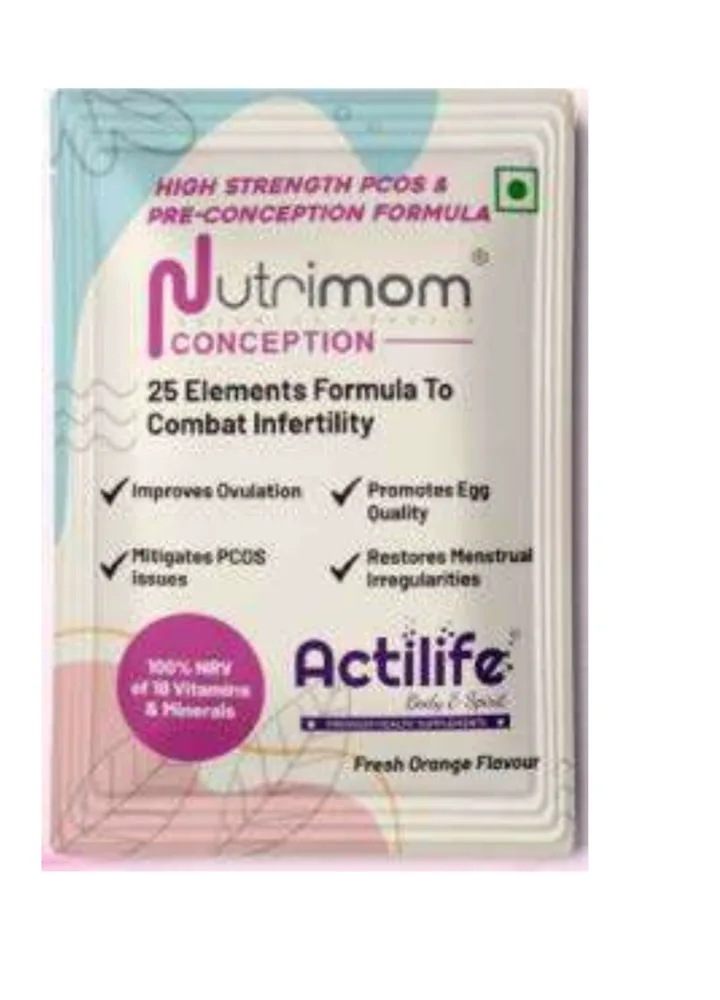 HIGH STRENGTH PCOS &
PRE-CONCEPTION FORMULA
Nutrimom®
CONCEPTION
25 Elements Formula To
Combat Infertility
Improves Ovulation
Promotes Egg
Quality
Mitigates PCOS
issues
Restores Menstrual
Irregularities
100% NRV
of 18 Vitamins
& Minerals
Actilife
Body & Spirit
PREMIUM HEALTH SUPPLEMENTS
Fresh Orange Flavour